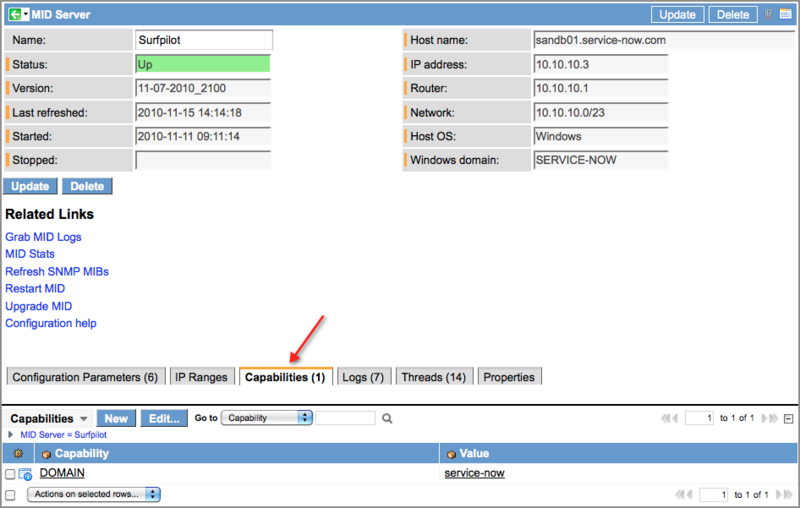 MID Server Update Delete
Name: Surfpilot Host name: sandb01.service-now.com
Status: Up IP address: 10.10.10.3
Version: 11-07-2010_2100 Router: 10.10.10.1
Last refreshed: 2010-11-15 14:14:18 Network: 10.10.10.0/23
Started: 2010-11-11 09:11:14 Host OS: Windows
Stopped: Windows domain: SERVICE-NOW
Update Delete
Related Links
Grab MID Logs
MID Stats
Refresh SNMP MIBs
Restart MID
Upgrade MID
Configuration help
Configuration Parameters (6) IP Ranges Capabilities (1) Logs (7) Threads (14) Properties
Capabilities New Edit... Go to Capability 1 to 1 of 1
MID Server = Surfpilot
Capability Value
DOMAIN service-now
Actions on selected rows... 1 to 1 of 1